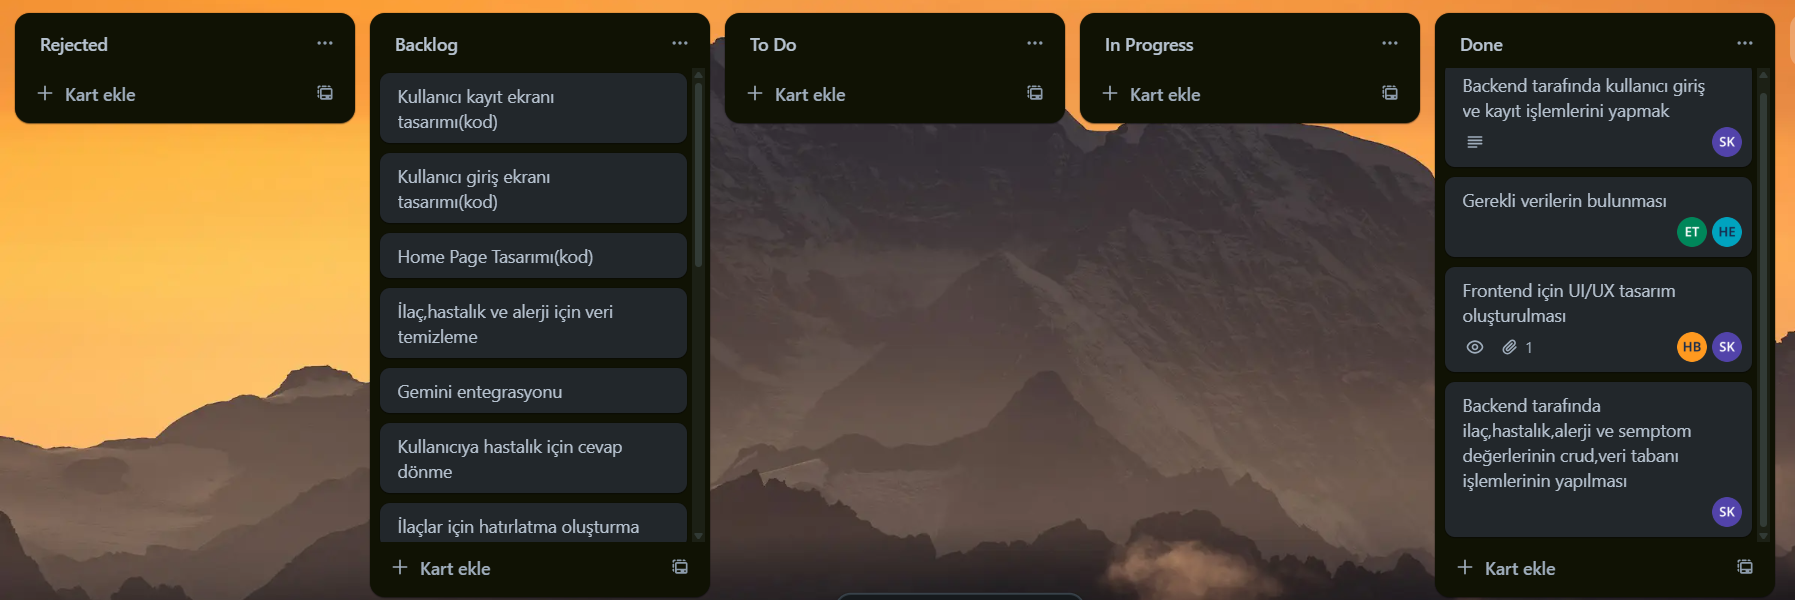 Rejected
Kart ekle
Backlog
Kullanıcı kayıt ekranı
tasarımı(kod)
Kullanıcı giriş ekranı
tasarımı(kod)
Home Page Tasarımı(kod)
İlaç,hastalık ve alerji için veri
temizleme
Gemini entegrasyonu
Kullanıcıya hastalık için cevap
dönme
İlaçlar için hatırlatma oluşturma
Kart ekle
To Do
Kart ekle
In Progress
Kart ekle
Done
Backend tarafında kullanıcı giriş
ve kayıt işlemlerini yapmak
SK
Gerekli verilerin bulunması
ET HE
Frontend için UI/UX tasarım
oluşturulması
1 HB SK
Backend tarafında
ilaç,hastalık,alerji ve semptom
değerlerinin crud,veri tabanı
işlemlerinin yapılması
SK
Kart ekle